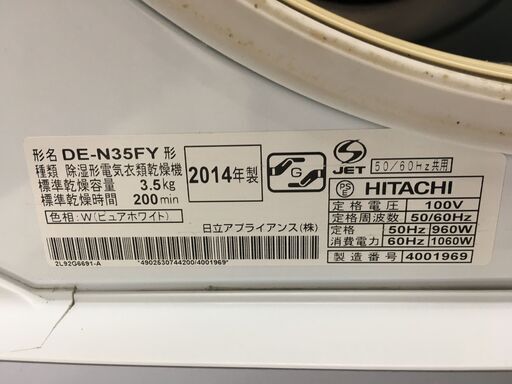 形名 DE-N35FY 形
種類 除湿形電気衣類乾燥機
標準乾燥容量 3.5kg
標準乾燥時間 200min
色相:W(ピュアホワイト)
2014年製
G
S
JET
50/60Hz共用
PSE
HITACHI
定格電圧 100V
定格周波数 50/60Hz
定格 50Hz 960W
消費電力 60Hz 1060W
製造番号 4001969
日立アプライアンス(株)
2L92G6691-A
*4902530744200/4001969*